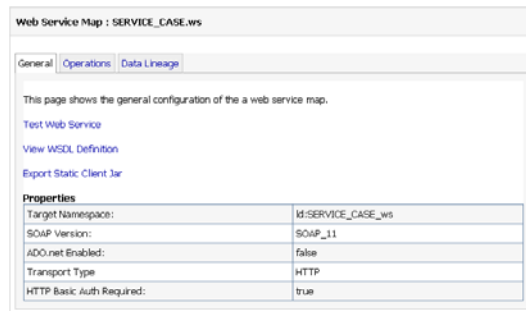 Web Service Map : SERVICE_CASE.ws
General Operations Data Lineage
This page shows the general configuration of the a web service map.
Test Web Service
View WSDL Definition
Export Static Client Jar
Properties
Target Namespace: ld:SERVICE_CASE_ws
SOAP Version: SOAP_11
ADO.net Enabled: false
Transport Type HTTP
HTTP Basic Auth Required: true